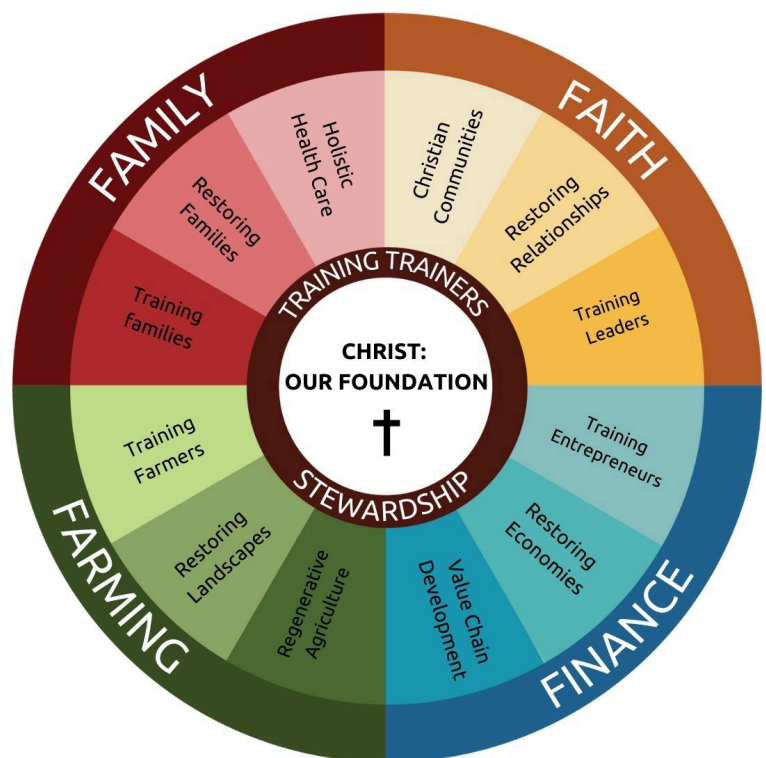 FAMILY
FAITH
Holistic
Health Care
Christian
Communities
Restoring
Families
Restoring
Relationships
Training
Families
Training
Leaders
TRAINING TRAINERS
CHRIST:
OUR FOUNDATION
STEWARDSHIP
Training
Farmers
Training
Entrepreneurs
Restoring
Landscapes
Restoring
Economies
Regenerative
Agriculture
Value Chain
Development
FARMING
FINANCE